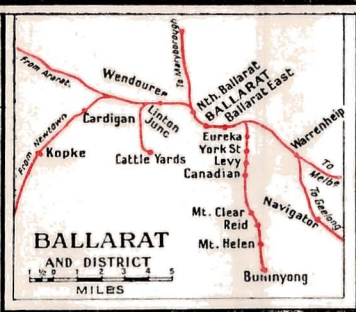 To Maryborough
From Ararat.
Wendouree
Nth. Ballarat
BALLARAT
Ballarat East
Linton
Junc.
Cardigan
From Newtown
Kopke
Cattle Yards
Eureka
York St
Levy
Canadian
Warrenheip
To
Melbe
To Geelong
Navigator
Mt. Clear
Reid
Mt. Helen
Buninyong
BALLARAT
AND DISTRICT
1 ½ 0 1 2 3 4 5
MILES